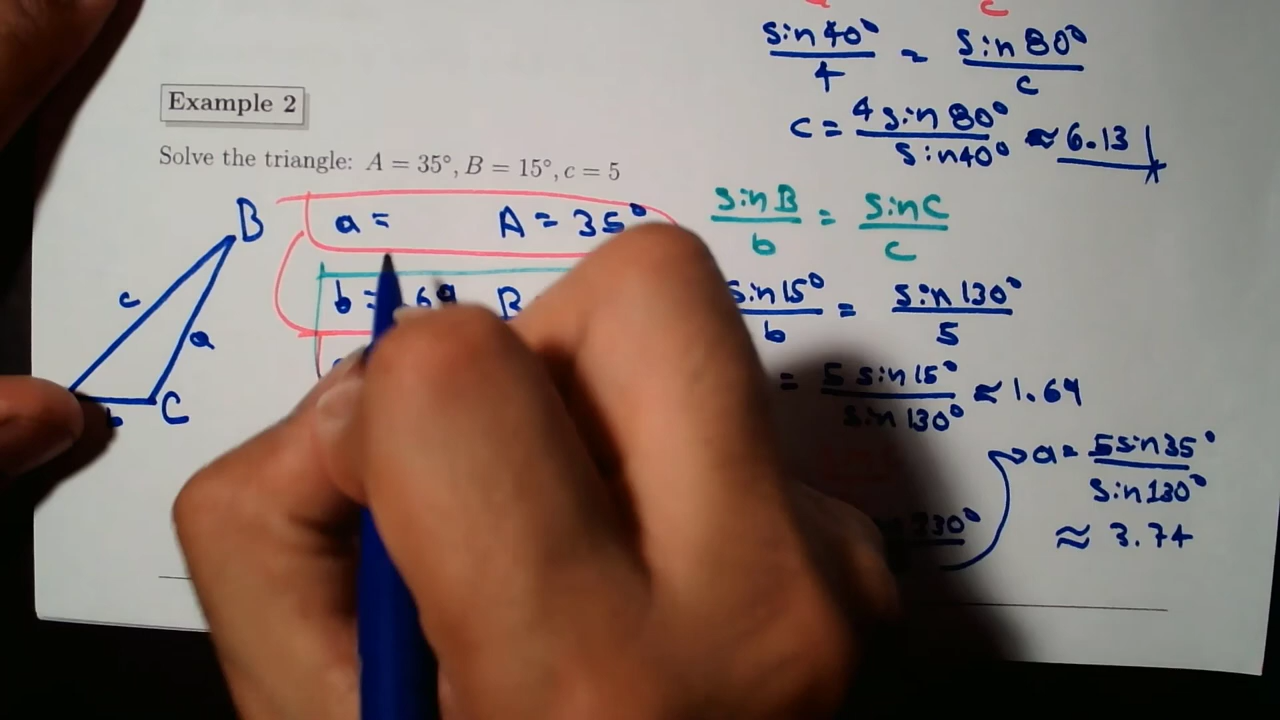 sin 40° / 4 = sin 80° / c
c = 4 sin 80° / sin 40° ≈ 6.13
Example 2
Solve the triangle: A = 35°, B = 15°, c = 5
B
c
a
C
b
a = A = 35°
b = .69 B
sin B / b = sin C / c
sin 15° / b = sin 130° / 5
= 5 sin 15° / sin 130° ≈ 1.69
a = 5 sin 35° / sin 130°
≈ 3.74